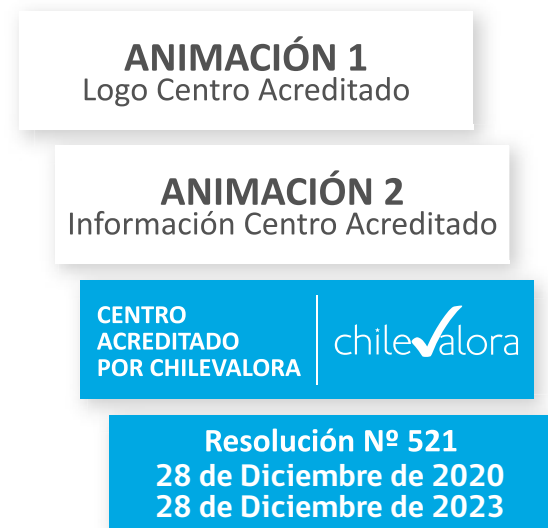 ANIMACIÓN 1
Logo Centro Acreditado
ANIMACIÓN 2
Información Centro Acreditado
CENTRO
ACREDITADO
POR CHILEVALORA
chilevalora
Resolución Nº 521
28 de Diciembre de 2020
28 de Diciembre de 2023